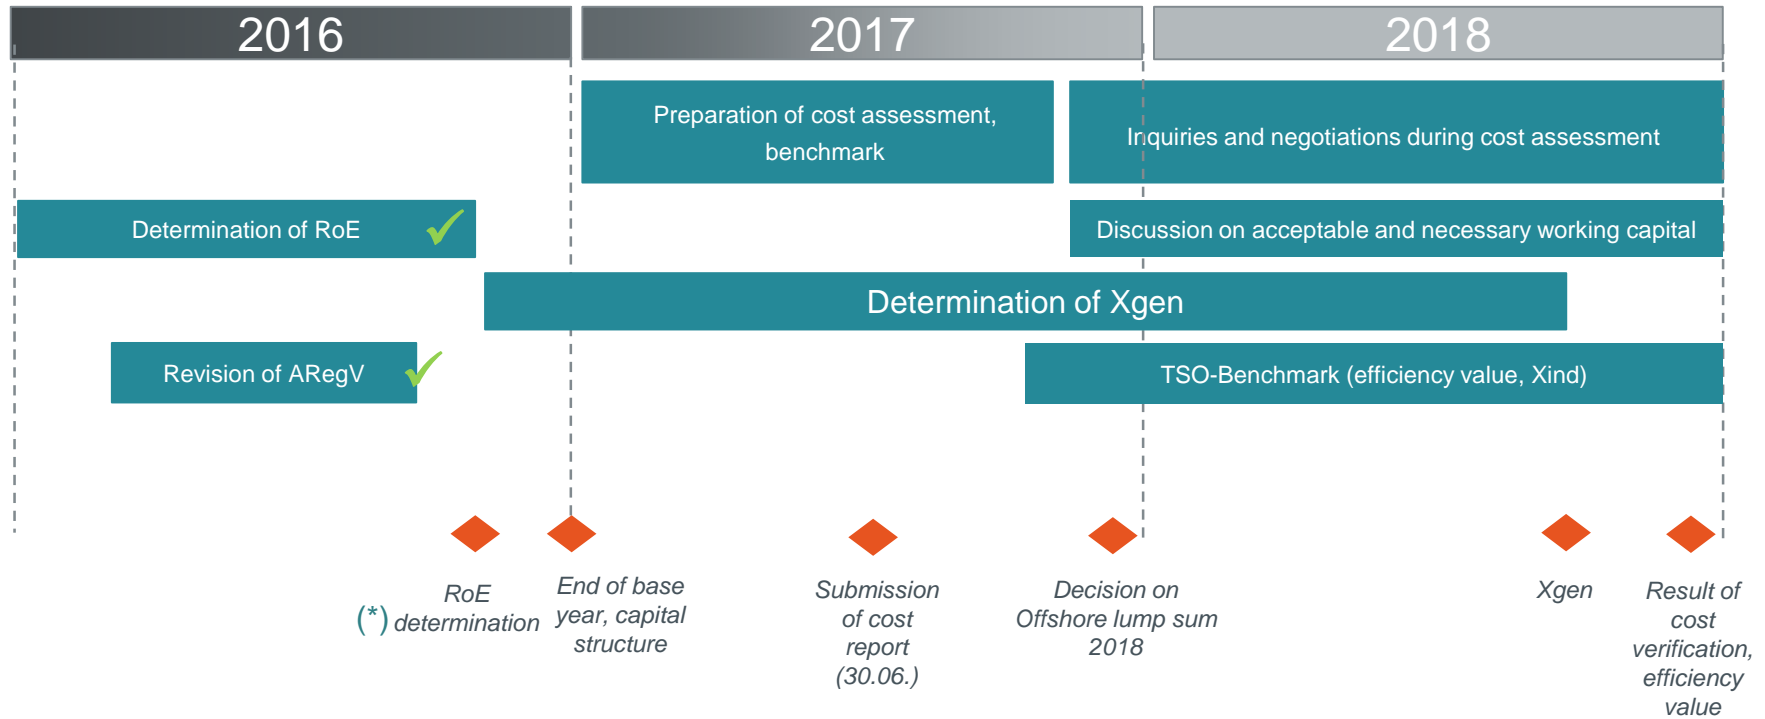 2016
2017
2018
Preparation of cost assessment,
benchmark
Inquiries and negotiations during cost assessment
Determination of RoE
Discussion on acceptable and necessary working capital
Determination of Xgen
Revision of ARegV
TSO-Benchmark (efficiency value, Xind)
RoE
(*) determination
End of base
year, capital
structure
Submission
of cost
report
(30.06.)
Decision on
Offshore lump sum
2018
Xgen
Result of
cost
verification,
efficiency
value